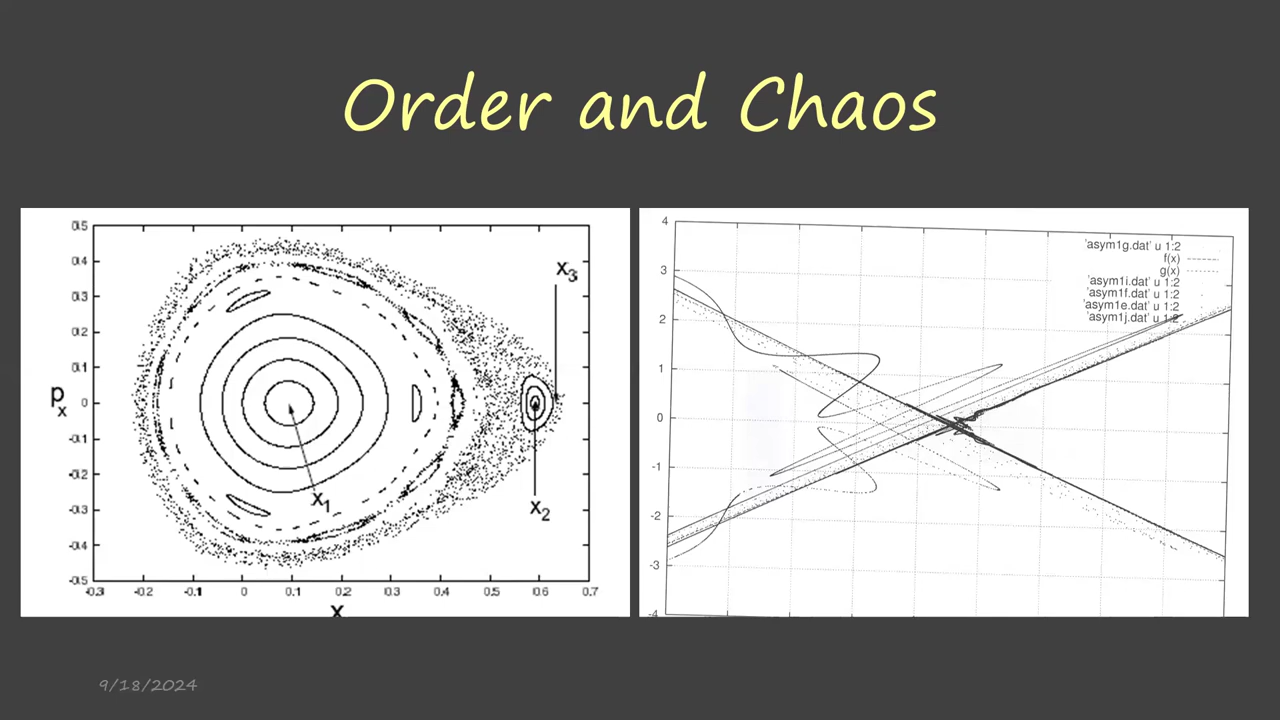 Order and Chaos
0.5
0.4
0.3
0.2
0.1
0
-0.1
-0.2
-0.3
-0.4
-0.5
-0.3 -0.2 -0.1 0 0.1 0.2 0.3 0.4 0.5 0.6 0.7
px
x
x1
x2
x3
4
3
2
1
0
-1
-2
-3
-4
'asym1g.dat' u 1:2
f(x)
g(x)
'asym1i.dat' u 1:2
'asym1f.dat' u 1:2
'asym1e.dat' u 1:2
'asym1j.dat' u 1:2
9/18/2024